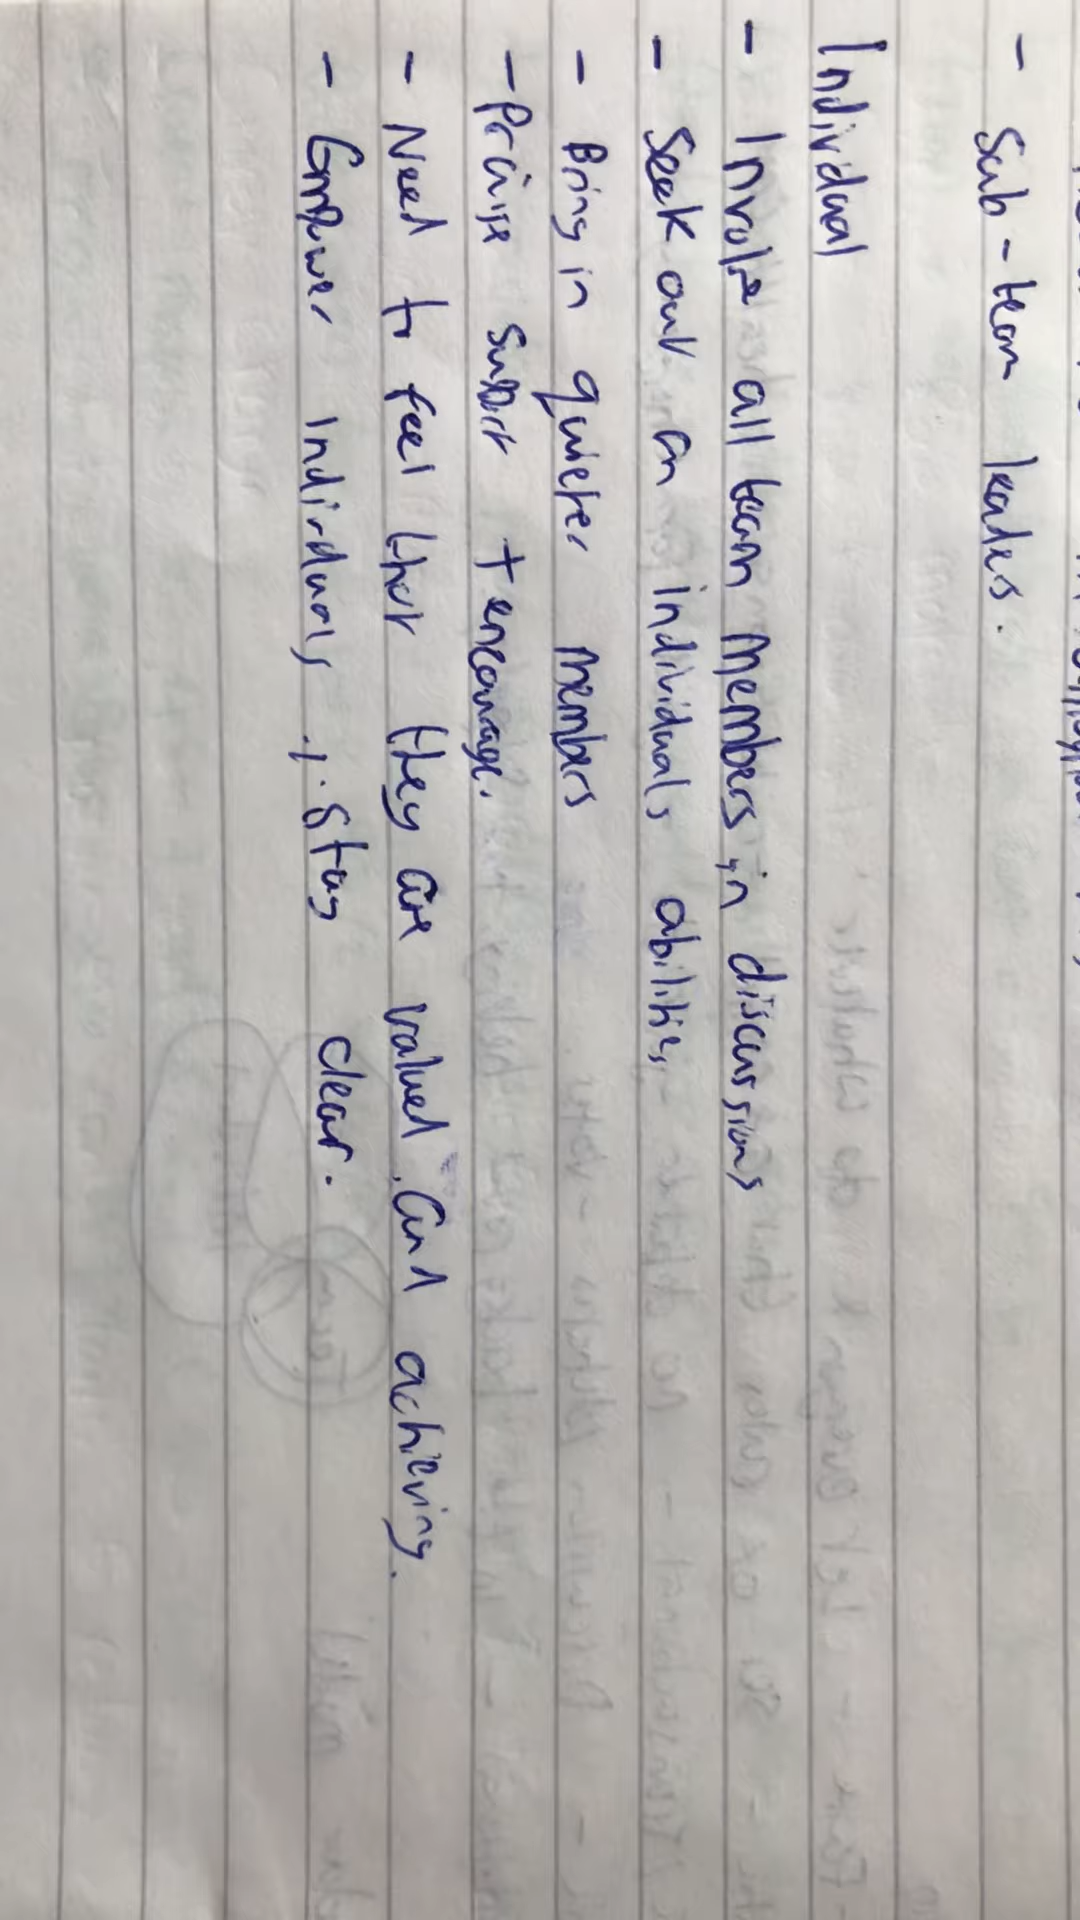 - Sub-team leaders.
Individual
- Involve all team members in discussions
- Seek out an individuals abilities
- Bring in quieter members
- Praise support + encourage.
- Need to feel that they are valued and achieving.
- Empower individuals +. Stay clear.